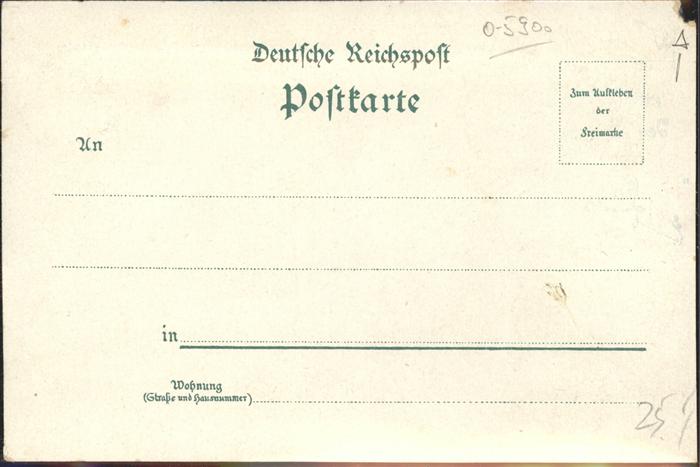 0-5900
Deutsche Reichspost
Postkarte
Zum Aufkleben
der
Freimarke
An
in
Wohnung
(Straße und Hausnummer)
25